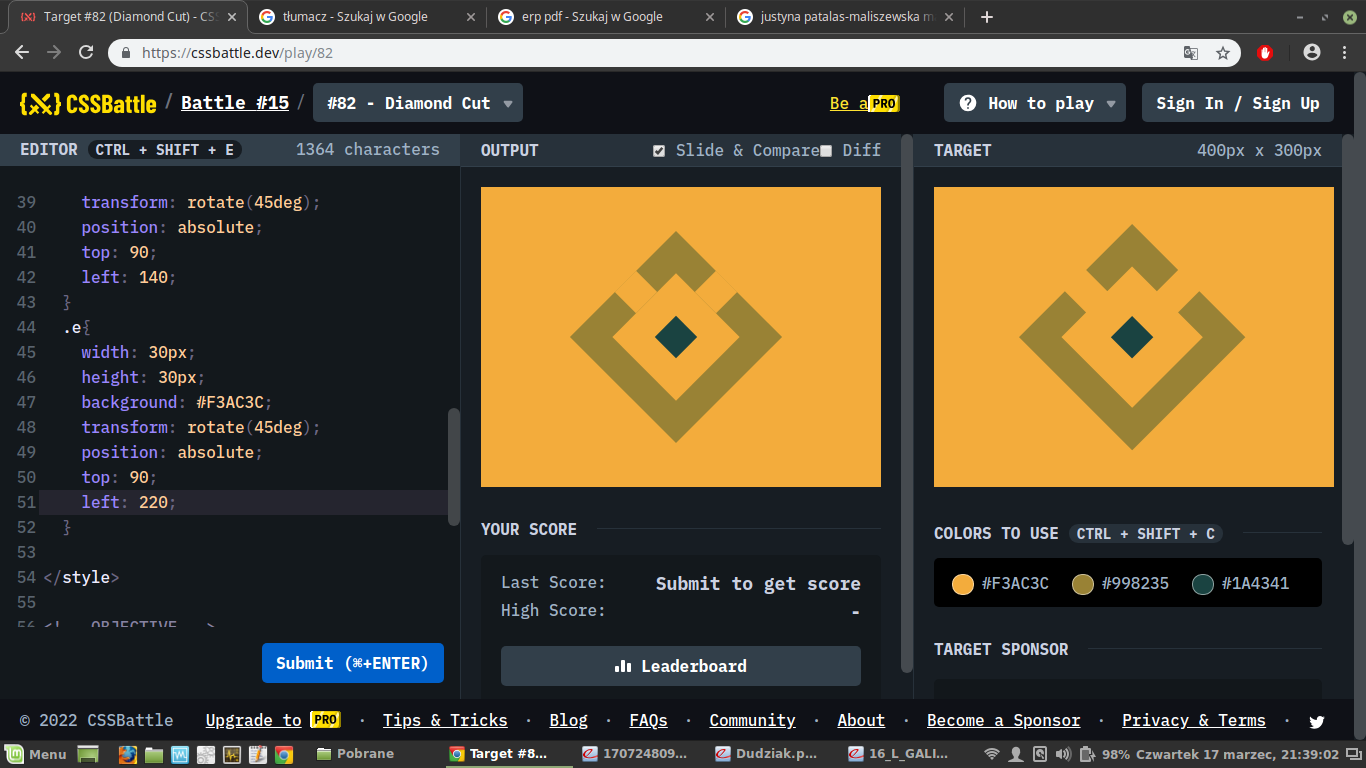 Target #82 (Diamond Cut) - CS
tłumacz - Szukaj w Google
erp pdf - Szukaj w Google
justyna patalas-maliszewska m
https://cssbattle.dev/play/82
CSSBattle / Battle #15 / #82 - Diamond Cut
Be a PRO
How to play
Sign In / Sign Up
EDITOR CTRL + SHIFT + E 1364 characters
OUTPUT Slide & Compare Diff
TARGET 400px x 300px
39 transform: rotate(45deg);
40 position: absolute;
41 top: 90;
42 left: 140;
43 }
44 .e{
45 width: 30px;
46 height: 30px;
47 background: #F3AC3C;
48 transform: rotate(45deg);
49 position: absolute;
50 top: 90;
51 left: 220;
52 }
53
54 </style>
55
56 <! OBJECTIVE >
Submit (⌘+ENTER)
YOUR SCORE
Last Score: Submit to get score
High Score: -
Leaderboard
COLORS TO USE CTRL + SHIFT + C
#F3AC3C #998235 #1A4341
TARGET SPONSOR
© 2022 CSSBattle Upgrade to PRO · Tips & Tricks · Blog · FAQs · Community · About · Become a Sponsor · Privacy & Terms ·
Menu Pobrane Target #8... 170724809... Dudziak.p... 16_L_GALI... 98% Czwartek 17 marzec, 21:39:02